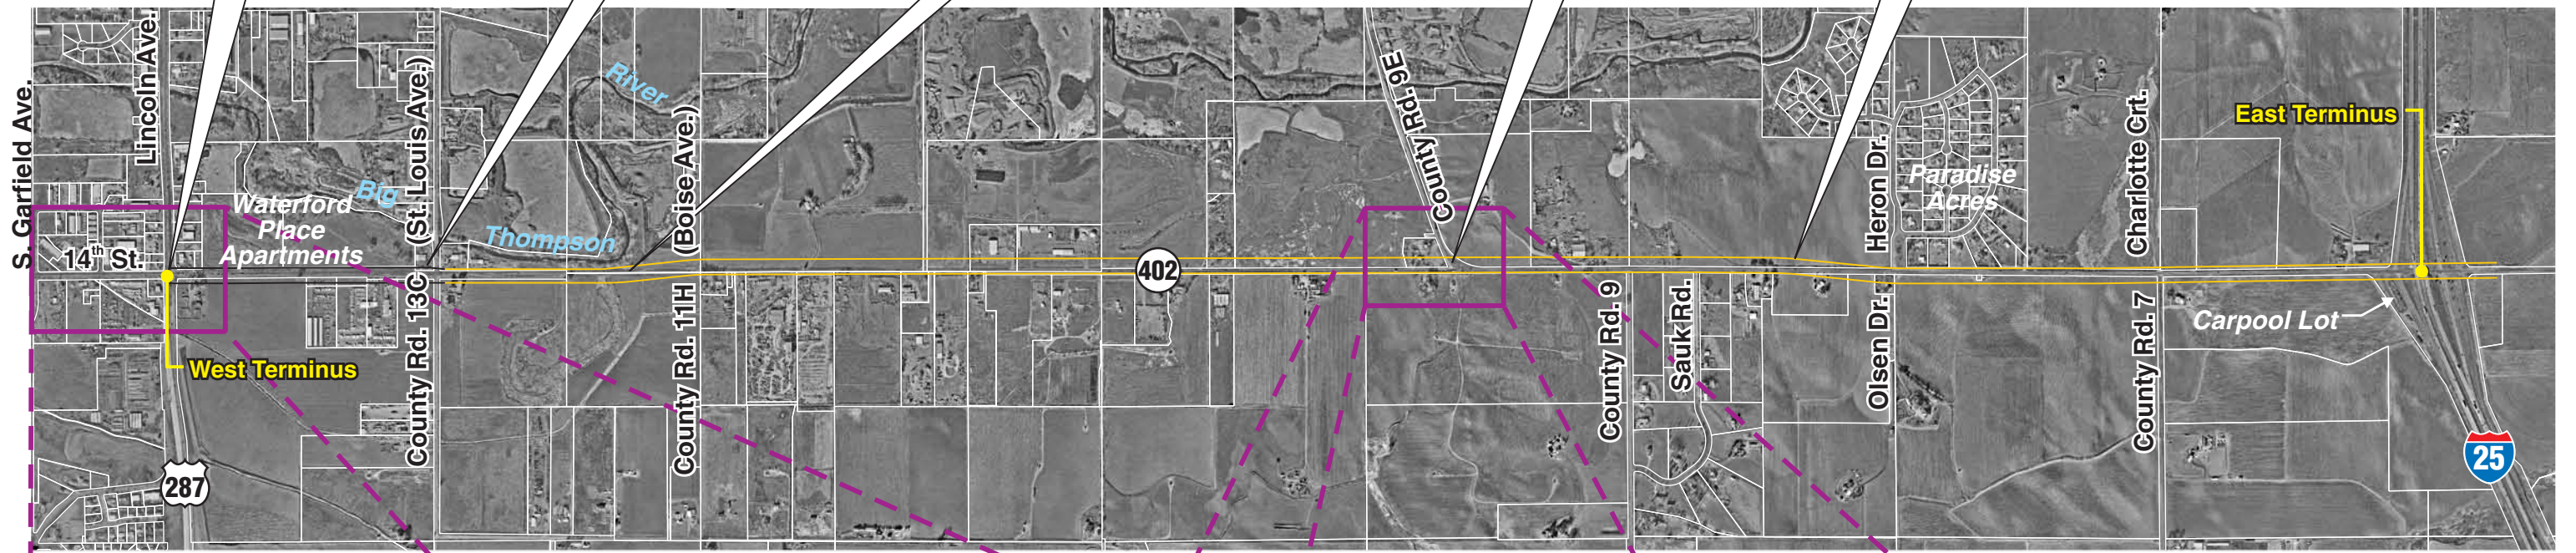 S. Garfield Ave.
Lincoln Ave.
14th St.
Waterford
Place
Apartments
Big
Thompson
River
West Terminus
287
County Rd. 13C (St. Louis Ave.)
County Rd. 11H (Boise Ave.)
402
County Rd. 9E
County Rd. 9
Sauk Rd.
Heron Dr.
Olsen Dr.
Paradise
Acres
Charlotte Crt.
County Rd. 7
East Terminus
Carpool Lot
25